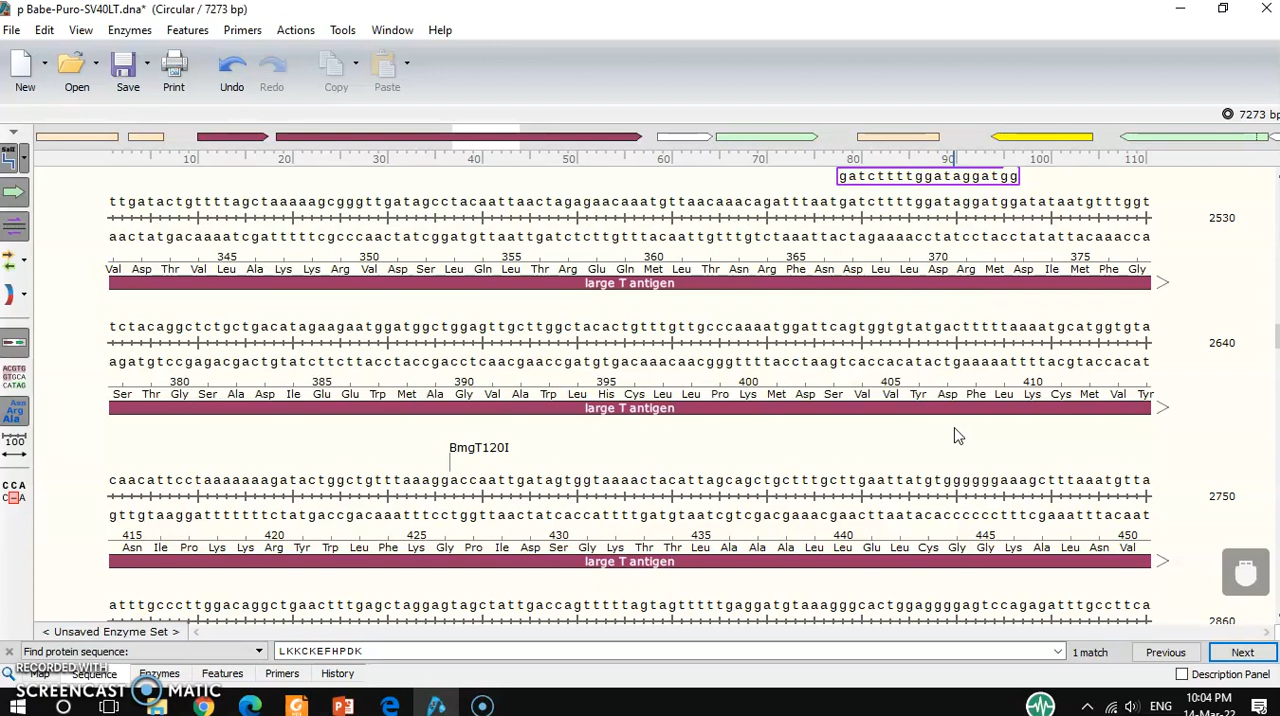 p Babe-Puro-SV40LT.dna* (Circular / 7273 bp)
File Edit View Enzymes Features Primers Actions Tools Window Help
New Open Save Print Undo Redo Copy Paste
7273 bp
10 20 30 40 50 60 70 80 90 100 110
gatcttttggataggatgg
ttgatactgttttagctaaaaagcgggttgatagcctacaattaactagagaacaaatgttaacaaacagatttaatgatcttttggataggatggatataatgtttggt
2530
aactatgacaaaatcgatttttcgcccaactatcggatgttaattgatctcttgtttacaattgtttgtctaaattactagaaaacctatcctacctatattacaaacca
345 350 355 360 365 370 375
Val Asp Thr Val Leu Ala Lys Lys Arg Val Asp Ser Leu Gln Leu Thr Arg Glu Gln Met Leu Thr Asn Arg Phe Asn Asp Leu Leu Asp Arg Met Asp Ile Met Phe Gly
large T antigen
tctacaggctctgctgacatagaagaatggatggctggagttgcttggctacactgtttgttgcccaaaatggattcagtggtgtatgactttttaaaatgcatggtgta
2640
agatgtccgagacgactgtatcttcttacctaccgacctcaacgaaccgatgtgacaaacaacgggttttacctaagtcaccacatactgaaaaattttacgtaccacat
380 385 390 395 400 405 410
Ser Thr Gly Ser Ala Asp Ile Glu Glu Trp Met Ala Gly Val Ala Trp Leu His Cys Leu Leu Pro Lys Met Asp Ser Val Val Tyr Asp Phe Leu Lys Cys Met Val Tyr
large T antigen
BmgT120I
caacattcctaaaaaaagatactggctgtttaaaggaccaattgatagtggtaaaactacattagcagctgctttgcttgaattatgtggggggaaagctttaaatgtta
2750
gttgtaaggatttttttctatgaccgacaaatttcctggttaactatcaccattttgatgtaatcgtcgacgaaacgaacttaatacacccccctttcgaaatttacaat
415 420 425 430 435 440 445 450
Asn Ile Pro Lys Lys Arg Tyr Trp Leu Phe Lys Gly Pro Ile Asp Ser Gly Lys Thr Thr Leu Ala Ala Ala Leu Leu Glu Leu Cys Gly Gly Lys Ala Leu Asn Val
large T antigen
atttgcccttggacaggctgaactttgagctaggagtagctattgaccagtttttagtagtttttgaggatgtaaagggcactggaggggagtccagagatttgccttca
2860
< Unsaved Enzyme Set >
Find protein sequence: LKKCKEFHPDK 1 match Previous Next
Map Sequence Enzymes Features Primers History Description Panel
RECORDED WITH
SCREENCAST MATIC
ENG 10:04 PM
14-Mar-22